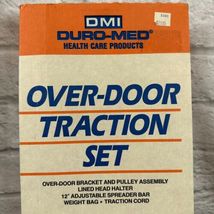 DMI
DURO-MED®
HEALTH CARE PRODUCTS
OVER-DOOR
TRACTION
SET
OVER-DOOR BRACKET AND PULLEY ASSEMBLY
LINED HEAD HALTER
12" ADJUSTABLE SPREADER BAR
WEIGHT BAG • TRACTION CORD